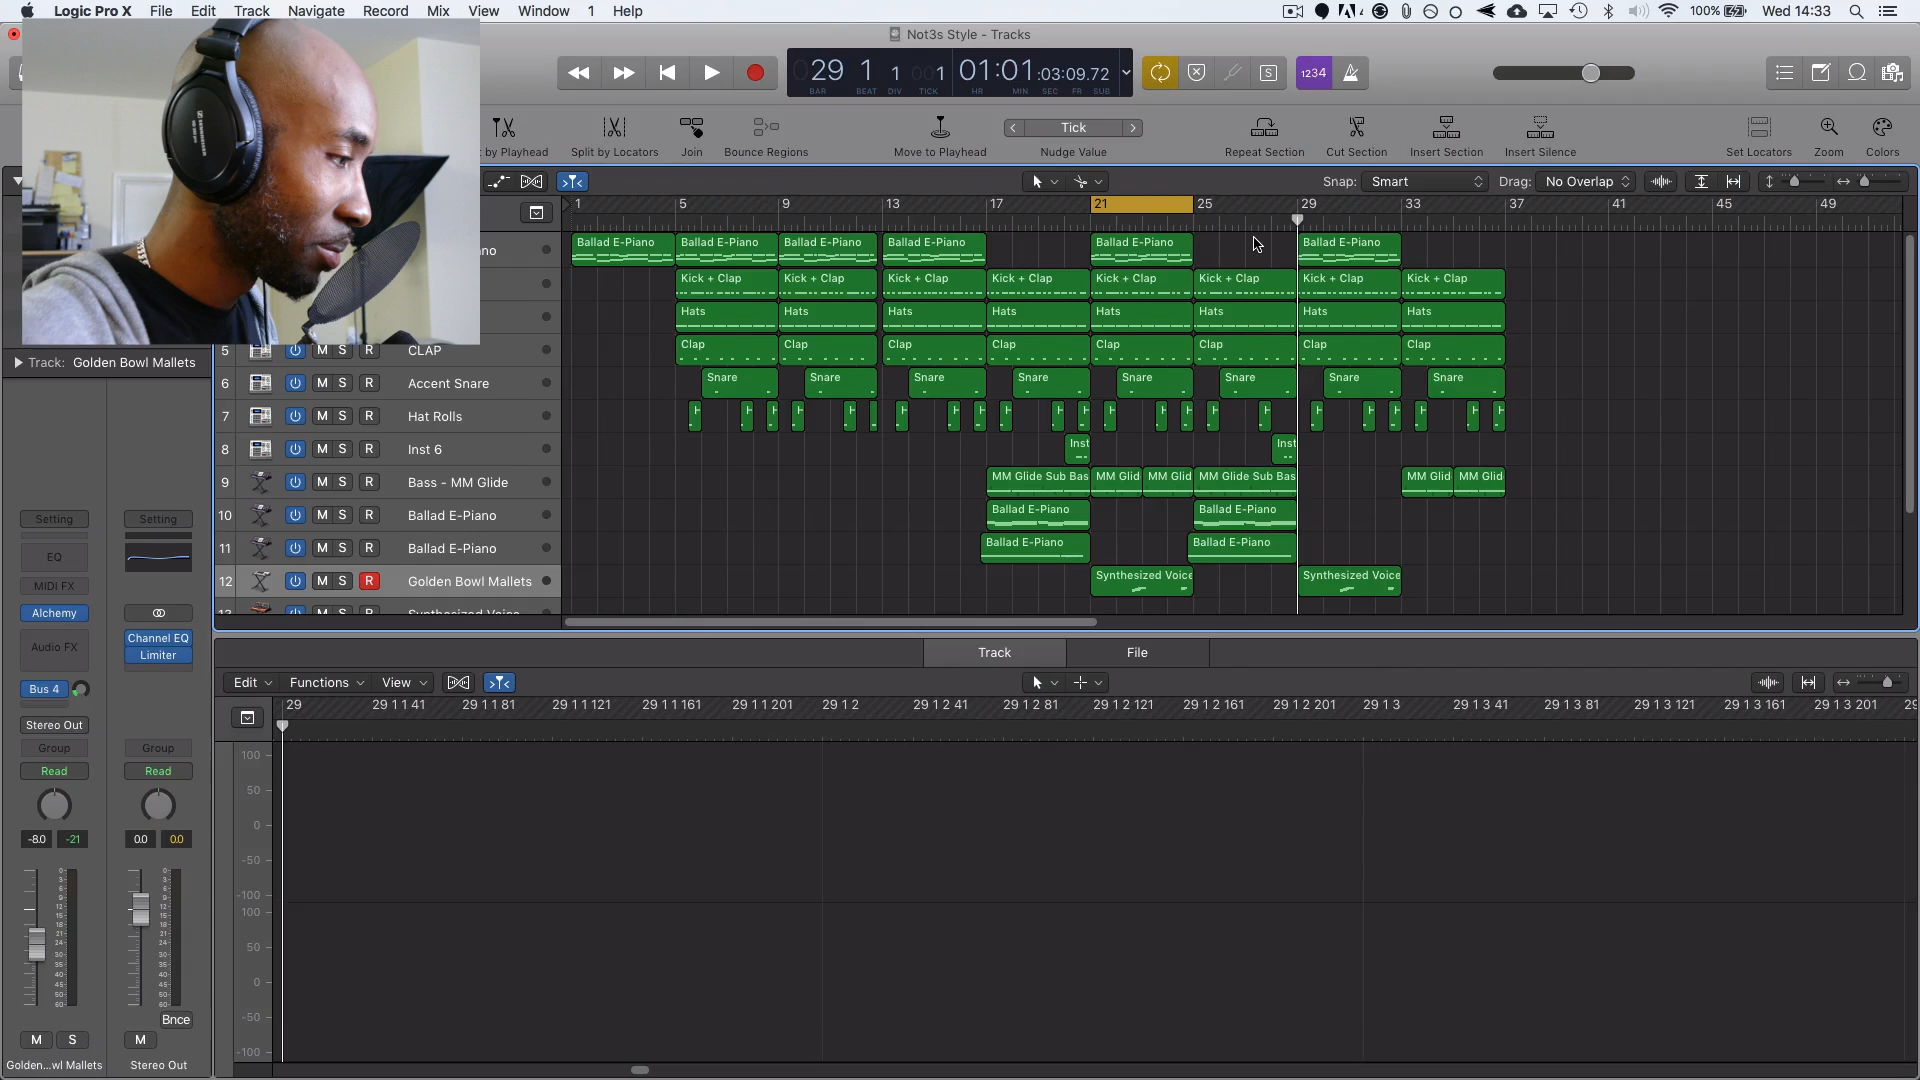 Logic Pro X File Edit Track Navigate Record Mix View Window 1 Help
4 100% Wed 14:33
Not3s Style - Tracks
29 1 1 001 01:01 :03:09.72 1234
BAR BEAT DIV TICK HR MIN SEC FR SUB
S
Tick
t by Playhead Split by Locators Join Bounce Regions Move to Playhead Nudge Value Repeat Section Cut Section Insert Section Insert Silence Set Locators Zoom Colors
Snap: Smart Drag: No Overlap
1 5 9 13 17 21 25 29 33 37 41 45 49
no Ballad E-Piano Ballad E-Piano Ballad E-Piano Ballad E-Piano Ballad E-Piano Ballad E-Piano
Kick + Clap Kick + Clap Kick + Clap Kick + Clap Kick + Clap Kick + Clap Kick + Clap Kick + Clap
Hats Hats Hats Hats Hats Hats Hats Hats
5 M S R CLAP Clap Clap Clap Clap Clap Clap Clap Clap
Track: Golden Bowl Mallets
6 M S R Accent Snare Snare Snare Snare Snare Snare Snare Snare Snare
7 M S R Hat Rolls
8 M S R Inst 6 Inst Inst
9 M S R Bass - MM Glide MM Glide Sub Bas MM Glid MM Glid MM Glide Sub Bas MM Glid MM Glid
10 M S R Ballad E-Piano Ballad E-Piano Ballad E-Piano
11 M S R Ballad E-Piano Ballad E-Piano Ballad E-Piano
12 M S R Golden Bowl Mallets Synthesized Voice Synthesized Voice
13 M S R Synthesized Voice
Setting Setting
EQ
MIDI FX
Alchemy
Audio FX Channel EQ
Limiter
Bus 4
Stereo Out
Group Group
Read Read
-8.0 -21 0.0 0.0
Bnce
M S M
Golden...wl Mallets Stereo Out
Track File
Edit Functions View
29 29 1 1 41 29 1 1 81 29 1 1 121 29 1 1 161 29 1 1 201 29 1 2 29 1 2 41 29 1 2 81 29 1 2 121 29 1 2 161 29 1 2 201 29 1 3 29 1 3 41 29 1 3 81 29 1 3 121 29 1 3 161 29 1 3 201 29
100
50
0
-50
-100
100
50
0
-50
-100